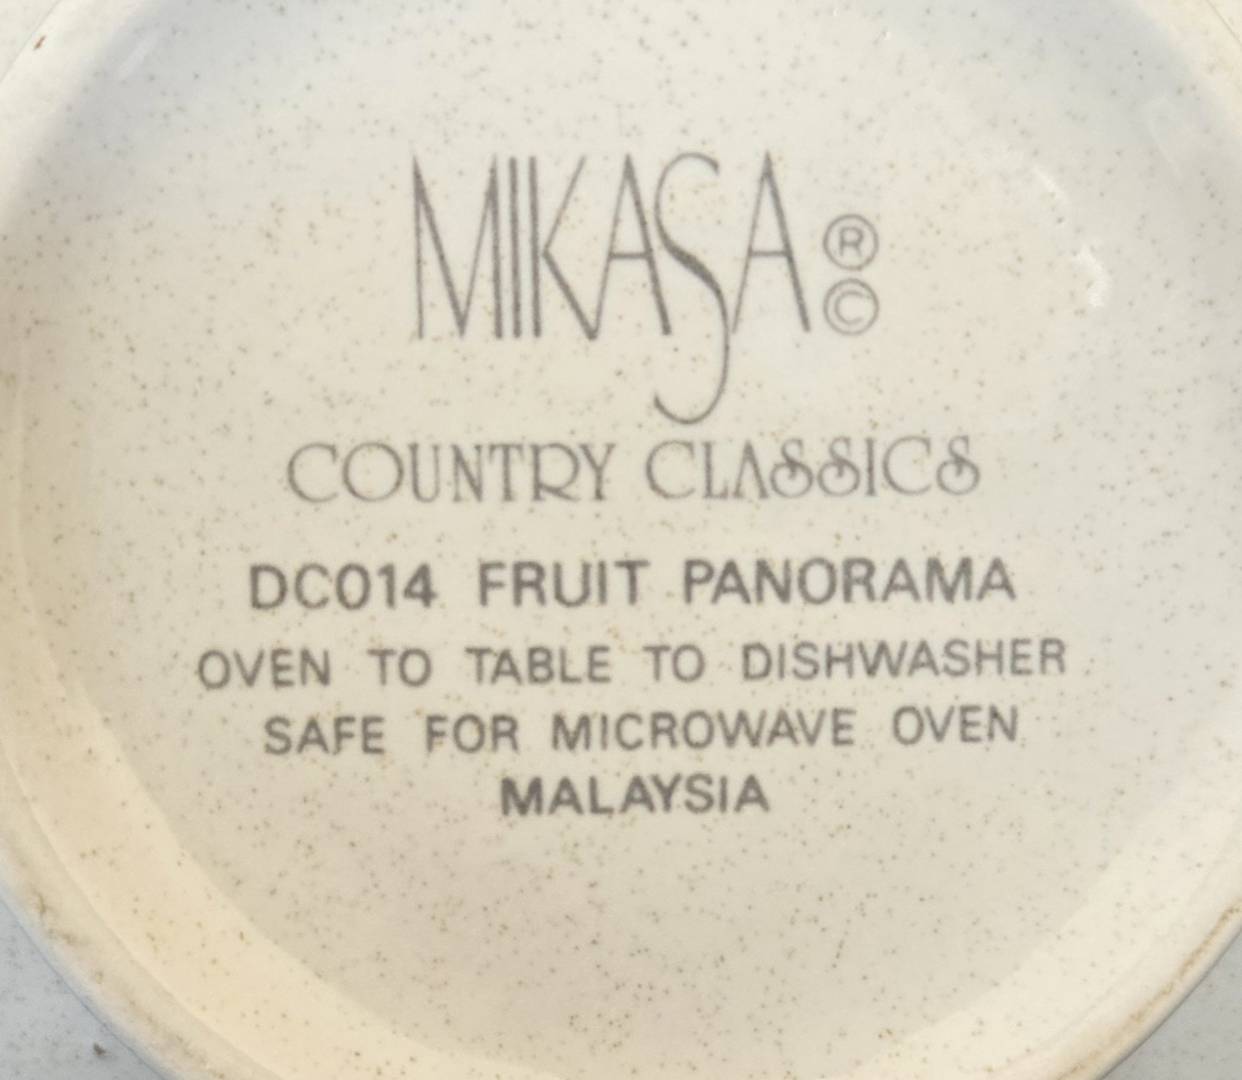 MIKASA ® ©
COUNTRY CLASSICS
DC014 FRUIT PANORAMA
OVEN TO TABLE TO DISHWASHER
SAFE FOR MICROWAVE OVEN
MALAYSIA